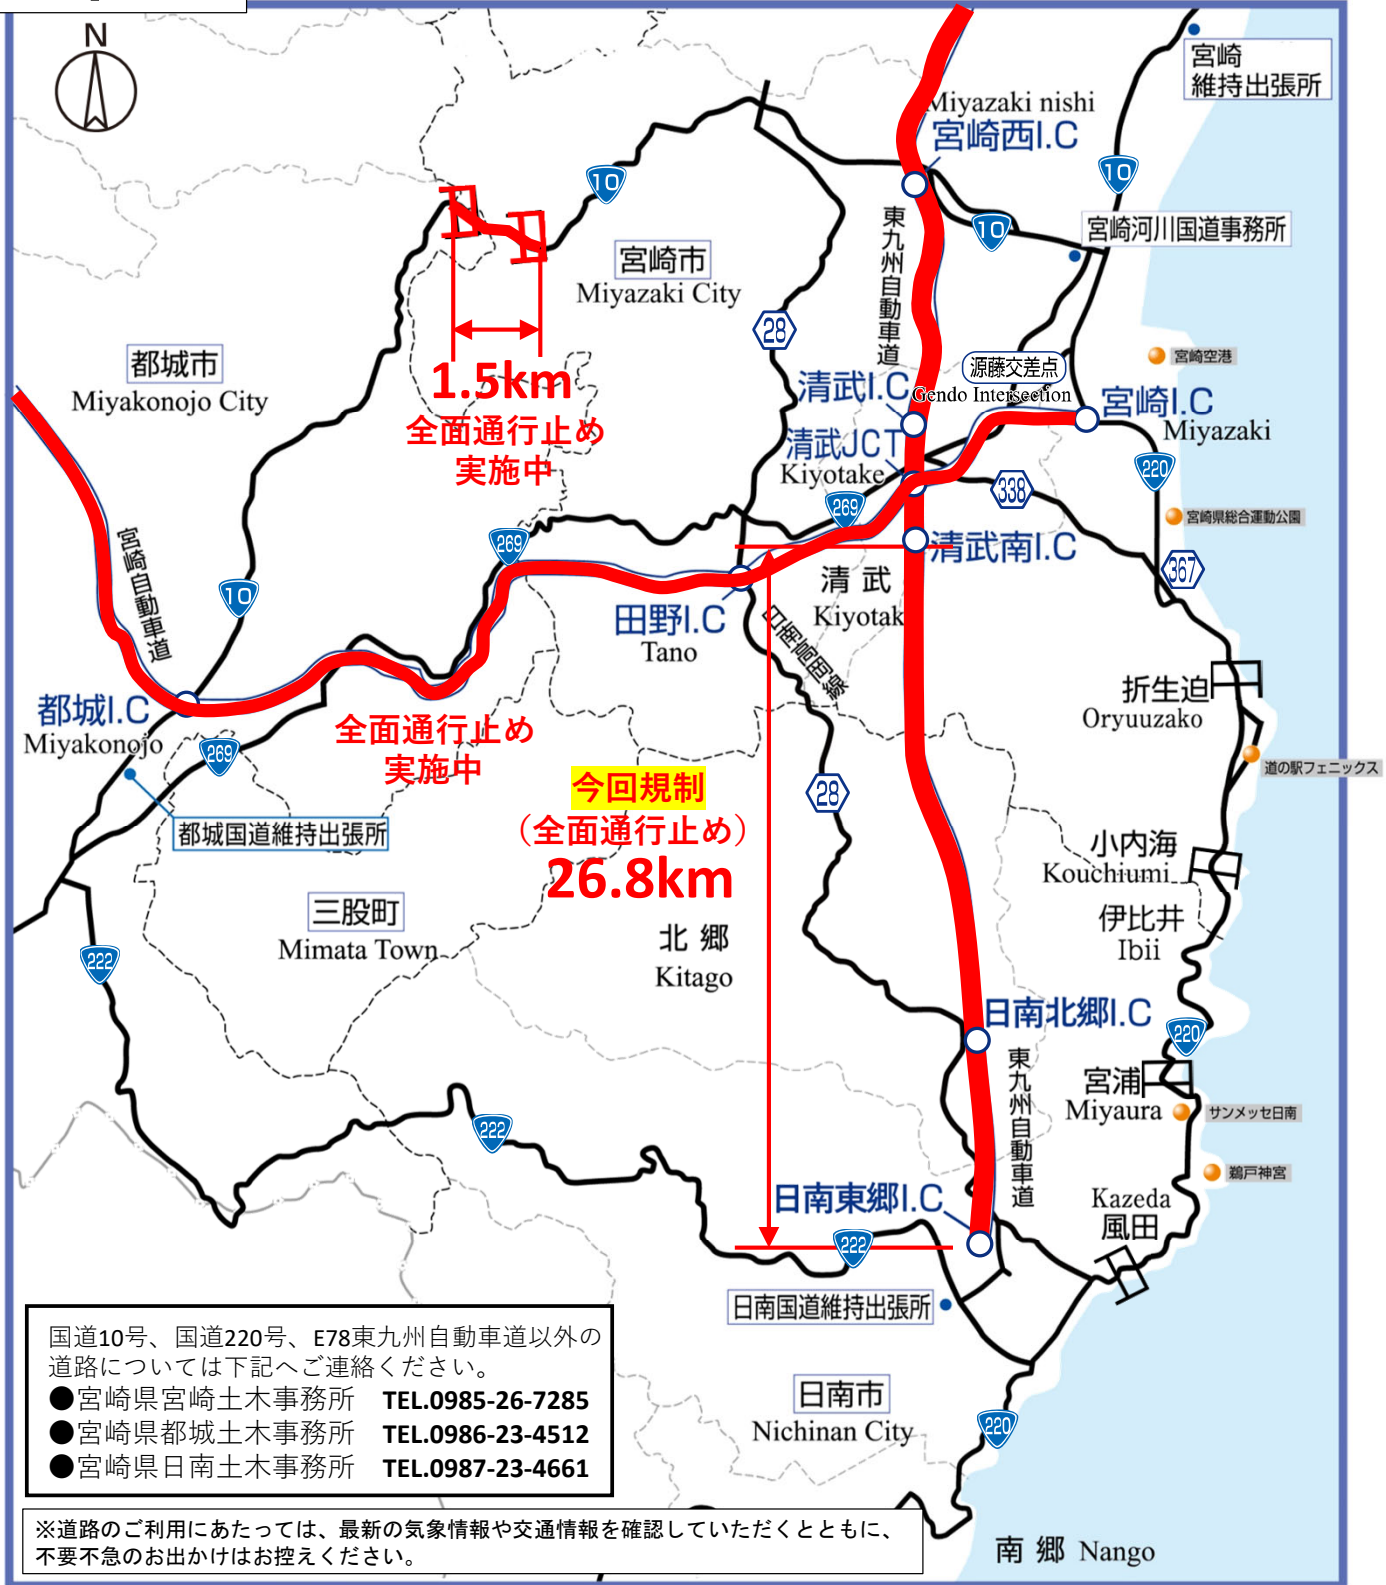 N
宮崎
維持出張所
Miyazaki nishi
宮崎西I.C
10
10
10
東九州自動車道
宮崎河川国道事務所
宮崎市
Miyazaki City
28
宮崎空港
都城市
Miyakonojo City
1.5km
全面通行止め
実施中
源藤交差点
Gendo Intersection
清武I.C
宮崎I.C
Miyazaki
清武JCT
Kiyotake
220
338
269
宮崎県総合運動公園
269
清武南I.C
367
宮崎自動車道
10
清武
Kiyotak
田野I.C
Tano
日南高岡線
折生迫
Oryuuzako
都城I.C
Miyakonojo
269
全面通行止め
実施中
道の駅フェニックス
今回規制
（全面通行止め）
26.8km
28
都城国道維持出張所
小内海
Kouchiumi
三股町
Mimata Town
伊比井
Ibii
北郷
Kitago
222
日南北郷I.C
220
東九州自動車道
宮浦
Miyaura
サンメッセ日南
222
鵜戸神宮
日南東郷I.C
Kazeda
風田
222
日南国道維持出張所
国道10号、国道220号、E78東九州自動車道以外の
道路については下記へご連絡ください。
●宮崎県宮崎土木事務所 TEL.0985-26-7285
●宮崎県都城土木事務所 TEL.0986-23-4512
●宮崎県日南土木事務所 TEL.0987-23-4661
日南市
Nichinan City
220
※道路のご利用にあたっては、最新の気象情報や交通情報を確認していただくとともに、
不要不急のお出かけはお控えください。
南郷 Nango